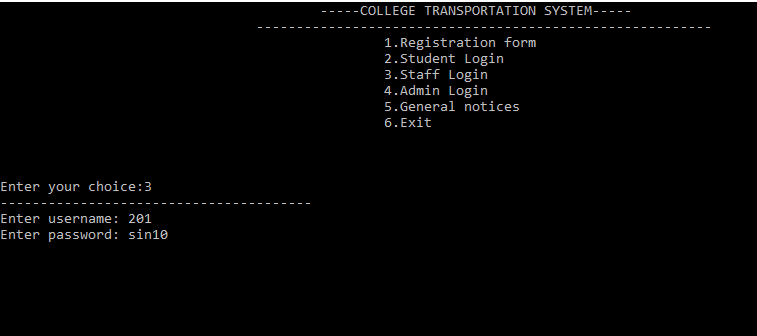 -----COLLEGE TRANSPORTATION SYSTEM-----
---------------------------------------------------------
1.Registration form
2.Student Login
3.Staff Login
4.Admin Login
5.General notices
6.Exit
Enter your choice:3
---------------------------------------
Enter username: 201
Enter password: sin10